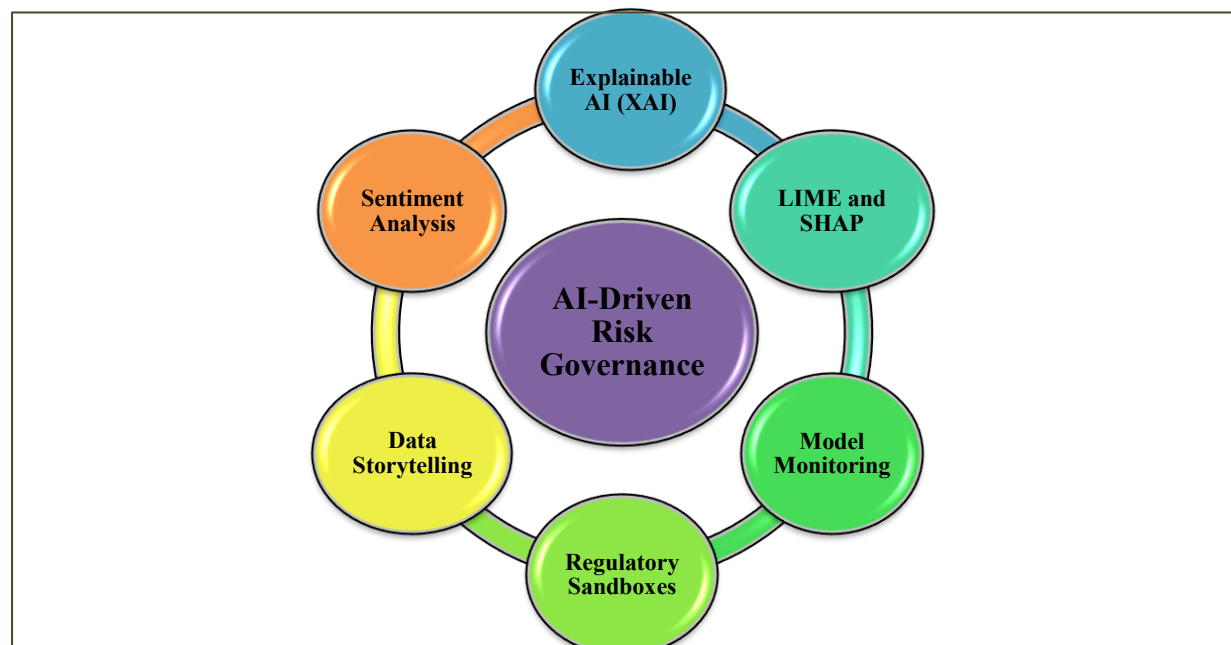 Explainable
AI (XAI)
LIME and
SHAP
Model
Monitoring
Regulatory
Sandboxes
Data
Storytelling
Sentiment
Analysis
AI-Driven
Risk
Governance